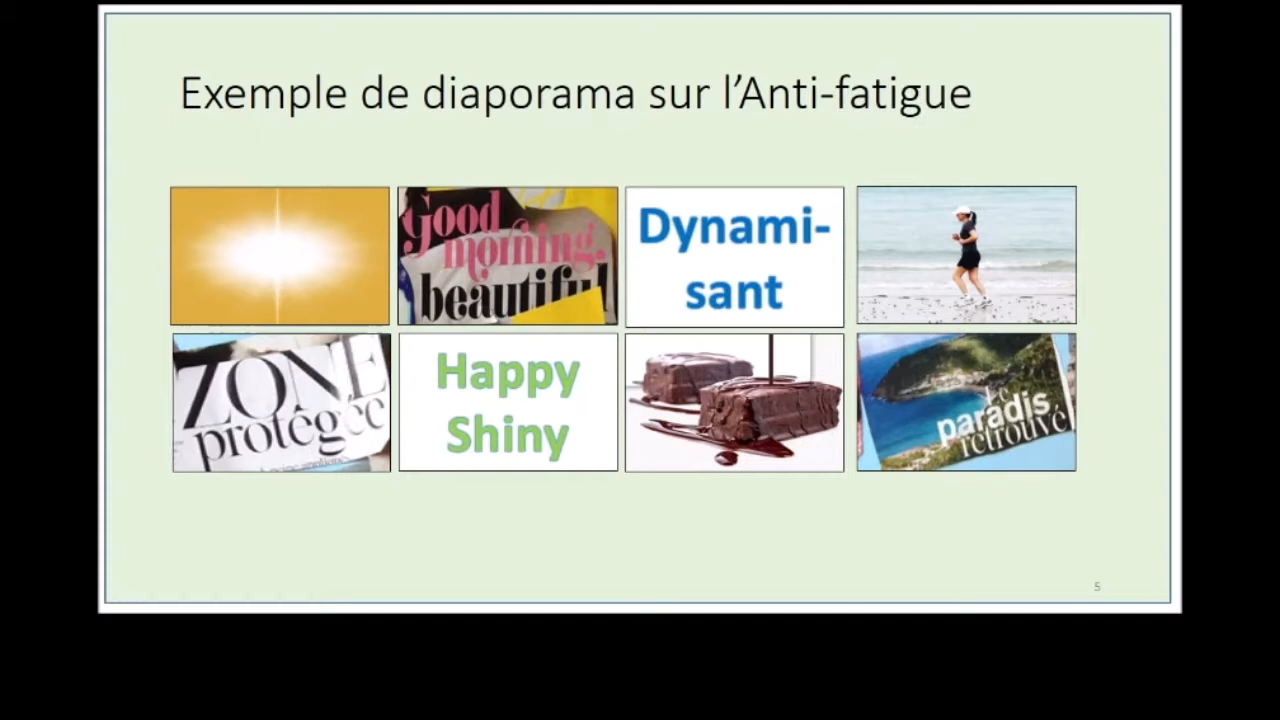 Exemple de diaporama sur l’Anti-fatigue
Good
morning,
beautiful
Dynami-
sant
ZONE
protégée
Happy
Shiny
Le
paradis
retrouvé
5